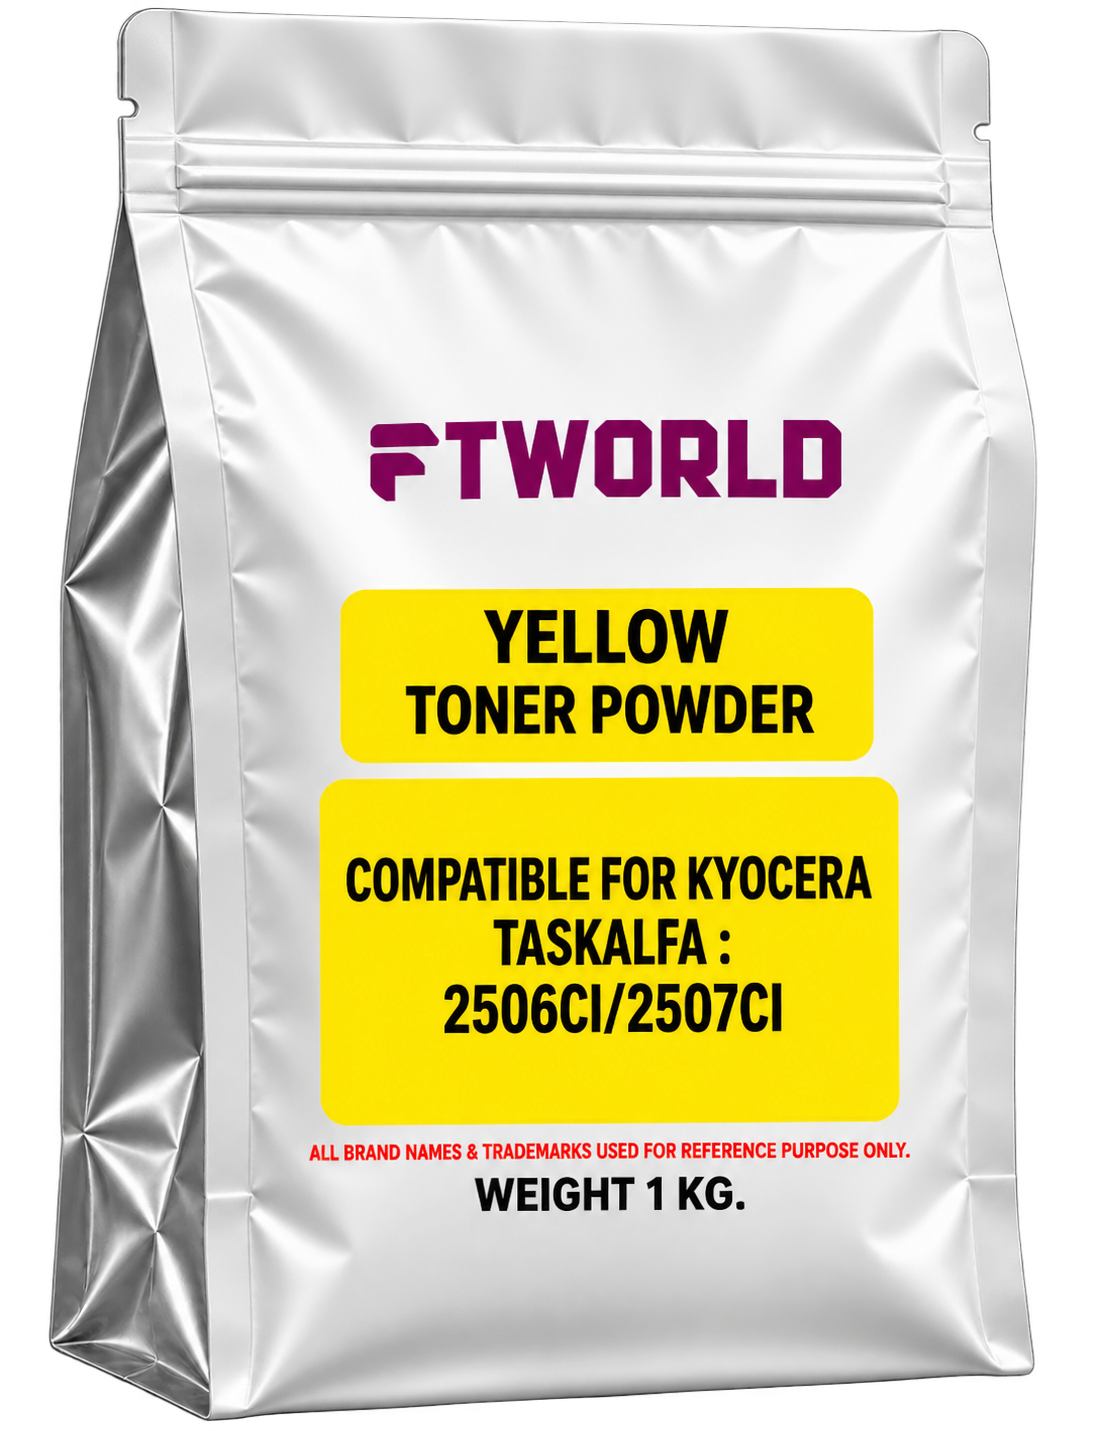 FTWORLD
YELLOW
TONER POWDER
COMPATIBLE FOR KYOCERA
TASKALFA :
2506CI/2507CI
ALL BRAND NAMES & TRADEMARKS USED FOR REFERENCE PURPOSE ONLY.
WEIGHT 1 KG.